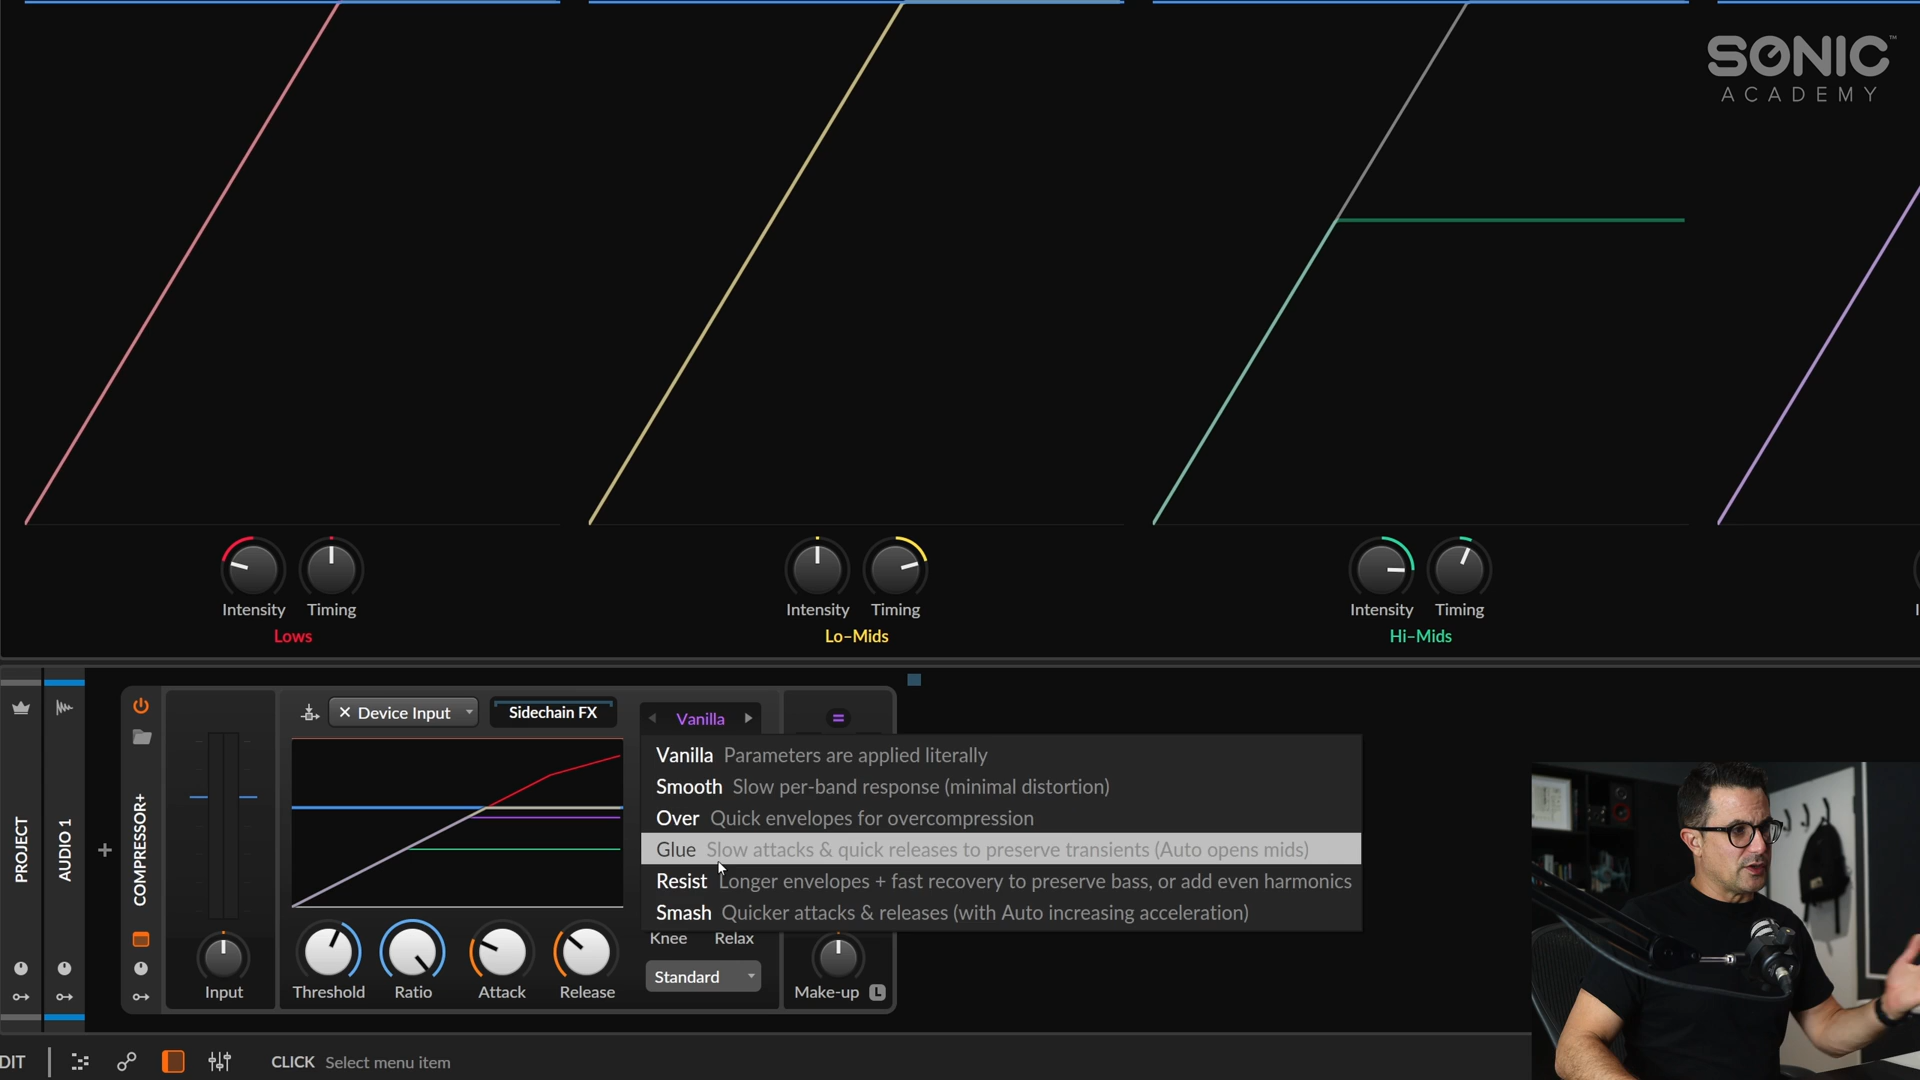 SONIC™
ACADEMY
Intensity Timing
Lows
Intensity Timing
Lo-Mids
Intensity Timing
Hi-Mids
I
PROJECT
AUDIO 1
+
COMPRESSOR+
× Device Input
Sidechain FX
Vanilla
=
Vanilla Parameters are applied literally
Smooth Slow per-band response (minimal distortion)
Over Quick envelopes for overcompression
Glue Slow attacks & quick releases to preserve transients (Auto opens mids)
Resist Longer envelopes + fast recovery to preserve bass, or add even harmonics
Smash Quicker attacks & releases (with Auto increasing acceleration)
Knee Relax
Standard
Input
Threshold Ratio Attack Release
Make-up L
DIT
CLICK Select menu item